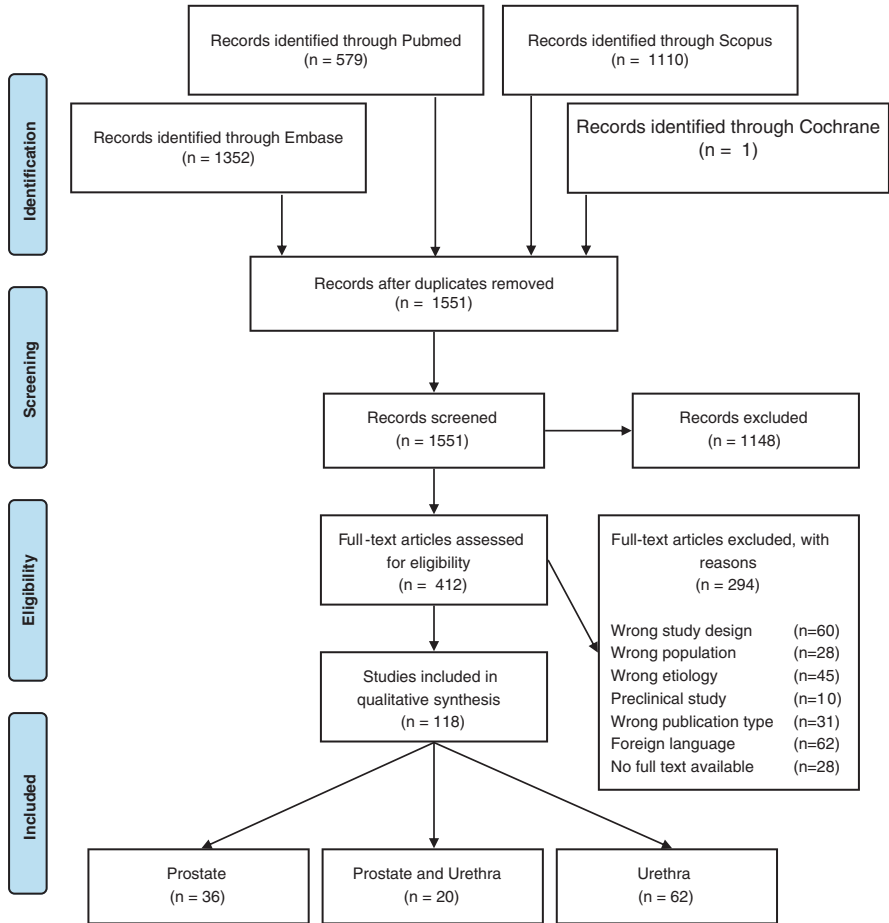 Records identified through Pubmed
(n = 579)
Records identified through Scopus
(n = 1110)
Records identified through Embase
(n = 1352)
Records identified through Cochrane
(n = 1)
Identification
Records after duplicates removed
(n = 1551)
Screening
Records screened
(n = 1551)
Records excluded
(n = 1148)
Eligibility
Full-text articles assessed
for eligibility
(n = 412)
Full-text articles excluded, with
reasons
(n = 294)
Wrong study design (n=60)
Wrong population (n=28)
Wrong etiology (n=45)
Preclinical study (n=10)
Wrong publication type (n=31)
Foreign language (n=62)
No full text available (n=28)
Studies included in
qualitative synthesis
(n = 118)
Included
Prostate
(n = 36)
Prostate and Urethra
(n = 20)
Urethra
(n = 62)